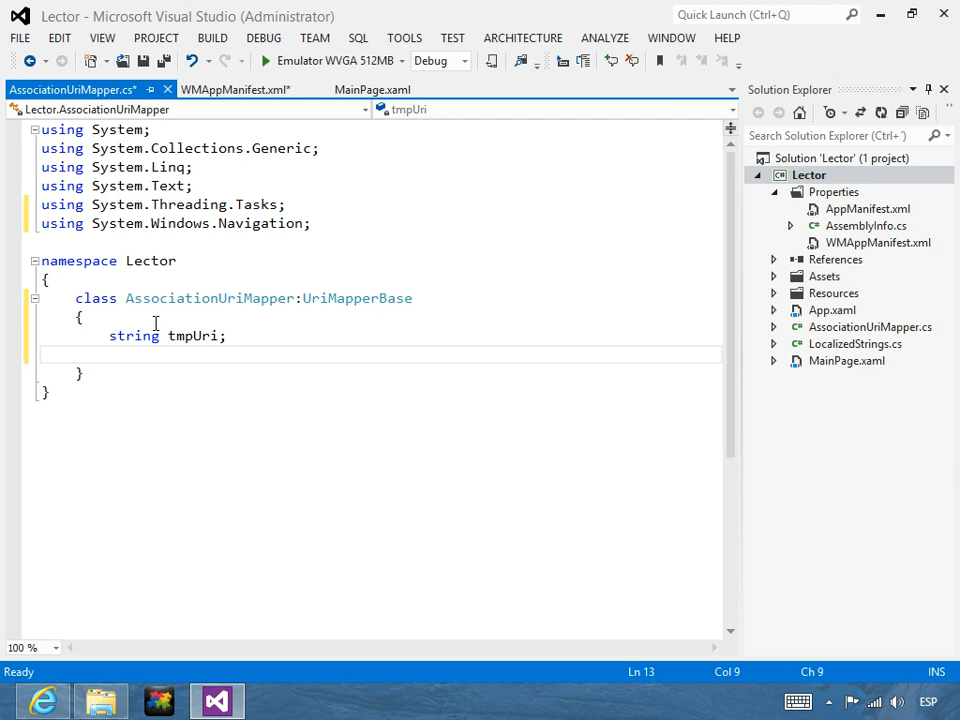 Lector - Microsoft Visual Studio (Administrator)
Quick Launch (Ctrl+Q)
FILE EDIT VIEW PROJECT BUILD DEBUG TEAM SQL TOOLS TEST ARCHITECTURE ANALYZE WINDOW HELP
Emulator WVGA 512MB Debug
AssociationUriMapper.cs* WMAppManifest.xml* MainPage.xaml
Lector.AssociationUriMapper tmpUri
using System;
using System.Collections.Generic;
using System.Linq;
using System.Text;
using System.Threading.Tasks;
using System.Windows.Navigation;
namespace Lector
{
class AssociationUriMapper:UriMapperBase
{
string tmpUri;
}
}
100 %
Solution Explorer
Search Solution Explorer (Ctrl+´)
Solution 'Lector' (1 project)
C# Lector
Properties
AppManifest.xml
C# AssemblyInfo.cs
WMAppManifest.xml
References
Assets
Resources
App.xaml
C# AssociationUriMapper.cs
C# LocalizedStrings.cs
MainPage.xaml
Ready Ln 13 Col 9 Ch 9 INS
ESP